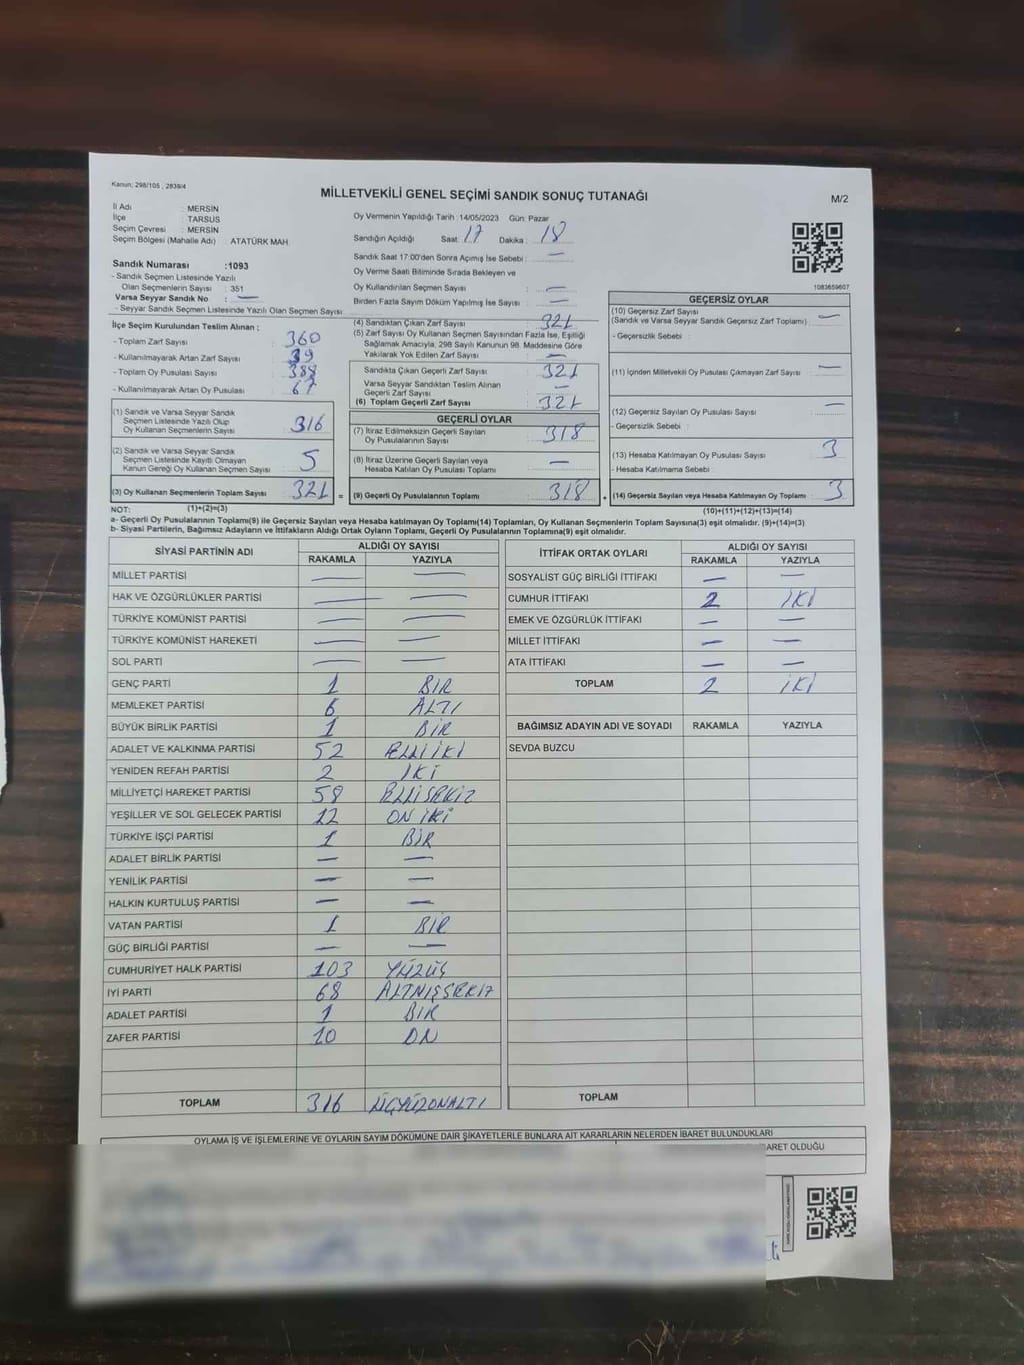 Kanun; 298/105 , 2839/4
MİLLETVEKİLİ GENEL SEÇİMİ SANDIK SONUÇ TUTANAĞI
M/2
İl Adı : MERSİN
İlçe : TARSUS
Seçim Çevresi : MERSİN
Seçim Bölgesi (Mahalle Adı) : ATATÜRK MAH.
Sandık Numarası :1093
- Sandık Seçmen Listesinde Yazılı
Olan Seçmenlerin Sayısı : 351
Varsa Seyyar Sandık No : —
- Seyyar Sandık Seçmen Listesinde Yazılı Olan Seçmen Sayısı
Oy Vermenin Yapıldığı Tarih :14/05/2023 Gün: Pazar
Sandığın Açıldığı Saat: 17 Dakika : 18
Sandık Saat 17:00'den Sonra Açımış İse Sebebi : —
Oy Verme Saati Bitiminde Sırada Bekleyen ve
Oy Kullandırılan Seçmen Sayısı : —
Birden Fazla Sayım Döküm Yapılmış İse Sayısı : —
1083659607
İlçe Seçim Kurulundan Teslim Alınan ;
- Toplam Zarf Sayısı : 360
- Kullanılmayarak Artan Zarf Sayısı : 39
- Toplam Oy Pusulası Sayısı : 388
- Kullanılmayarak Artan Oy Pusulası : 67
(1) Sandık ve Varsa Seyyar Sandık
Seçmen Listesinde Yazılı Olup
Oy Kullanan Seçmenlerin Sayısı 316
(2) Sandık ve Varsa Seyyar Sandık
Seçmen Listesinde Kayıtlı Olmayan
Kanun Gereği Oy Kullanan Seçmen Sayısı 5
(3) Oy Kullanan Seçmenlerin Toplam Sayısı 321 =
(4) Sandıktan Çıkan Zarf Sayısı : 321
(5) Zarf Sayısı Oy Kullanan Seçmen Sayısından Fazla İse, Eşitliği
Sağlamak Amacıyla, 298 Sayılı Kanunun 98. Maddesine Göre
Yakılarak Yok Edilen Zarf Sayısı : —
Sandıkta Çıkan Geçerli Zarf Sayısı : 321
Varsa Seyyar Sandıktan Teslim Alınan
Geçerli Zarf Sayısı : —
(6) Toplam Geçerli Zarf Sayısı : 321
GEÇERLİ OYLAR
(7) İtiraz Edilmeksizin Geçerli Sayılan
Oy Pusulalarının Sayısı : 318
(8) İtiraz Üzerine Geçerli Sayılan veya
Hesaba Katılan Oy Pusulası Toplamı : —
(9) Geçerli Oy Pusulalarının Toplamı : 318 +
GEÇERSİZ OYLAR
(10) Geçersiz Zarf Sayısı
(Sandık ve Varsa Seyyar Sandık Geçersiz Zarf Toplamı) : —
- Geçersizlik Sebebi :
(11) İçinden Milletvekili Oy Pusulası Çıkmayan Zarf Sayısı : —
(12) Geçersiz Sayılan Oy Pusulası Sayısı : —
- Geçersizlik Sebebi :
(13) Hesaba Katılmayan Oy Pusulası Sayısı : 3
- Hesaba Katılmama Sebebi :
(14) Geçersiz Sayılan veya Hesaba Katılmayan Oy Toplamı : 3
NOT: (1)+(2)=(3) (10)+(11)+(12)+(13)=(14)
a- Geçerli Oy Pusulalarının Toplamı(9) ile Geçersiz Sayılan veya Hesaba katılmayan Oy Toplamı(14) Toplamları, Oy Kullanan Seçmenlerin Toplam Sayısına(3) eşit olmalıdır. (9)+(14)=(3)
b- Siyasi Partilerin, Bağımsız Adayların ve İttifakların Aldığı Ortak Oyların Toplamı, Geçerli Oy Pusulalarının Toplamına(9) eşit olmalıdır.
SİYASİ PARTİNİN ADI ALDIĞI OY SAYISI
RAKAMLA YAZIYLA
MİLLET PARTİSİ — —
HAK VE ÖZGÜRLÜKLER PARTİSİ — —
TÜRKİYE KOMÜNİST PARTİSİ — —
TÜRKİYE KOMÜNİST HAREKETİ — —
SOL PARTİ — —
GENÇ PARTİ 1 BİR
MEMLEKET PARTİSİ 6 ALTI
BÜYÜK BİRLİK PARTİSİ 1 BİR
ADALET VE KALKINMA PARTİSİ 52 ELLİİKİ
YENİDEN REFAH PARTİSİ 2 İKİ
MİLLİYETÇİ HAREKET PARTİSİ 58 ELLİSEKİZ
YEŞİLLER VE SOL GELECEK PARTİSİ 12 ON İKİ
TÜRKİYE İŞÇİ PARTİSİ 1 BİR
ADALET BİRLİK PARTİSİ — —
YENİLİK PARTİSİ — —
HALKIN KURTULUŞ PARTİSİ — —
VATAN PARTİSİ 1 BİR
GÜÇ BİRLİĞİ PARTİSİ — —
CUMHURİYET HALK PARTİSİ 103 YÜZÜÇ
İYİ PARTİ 68 ALTNIŞSEKİZ
ADALET PARTİSİ 1 BİR
ZAFER PARTİSİ 10 ON
TOPLAM 316 ÜÇYÜZONALTI
İTTİFAK ORTAK OYLARI ALDIĞI OY SAYISI
RAKAMLA YAZIYLA
SOSYALİST GÜÇ BİRLİĞİ İTTİFAKI — —
CUMHUR İTTİFAKI 2 İKİ
EMEK VE ÖZGÜRLÜK İTTİFAKI — —
MİLLET İTTİFAKI — —
ATA İTTİFAKI — —
TOPLAM 2 İKİ
BAĞIMSIZ ADAYIN ADI VE SOYADI RAKAMLA YAZIYLA
SEVDA BUZCU
TOPLAM
OYLAMA İŞ VE İŞLEMLERİNE VE OYLARIN SAYIM DÖKÜMÜNE DAİR ŞİKAYETLERLE BUNLARA AİT KARARLARIN NELERDEN İBARET BULUNDUKLARI
OLDUĞU